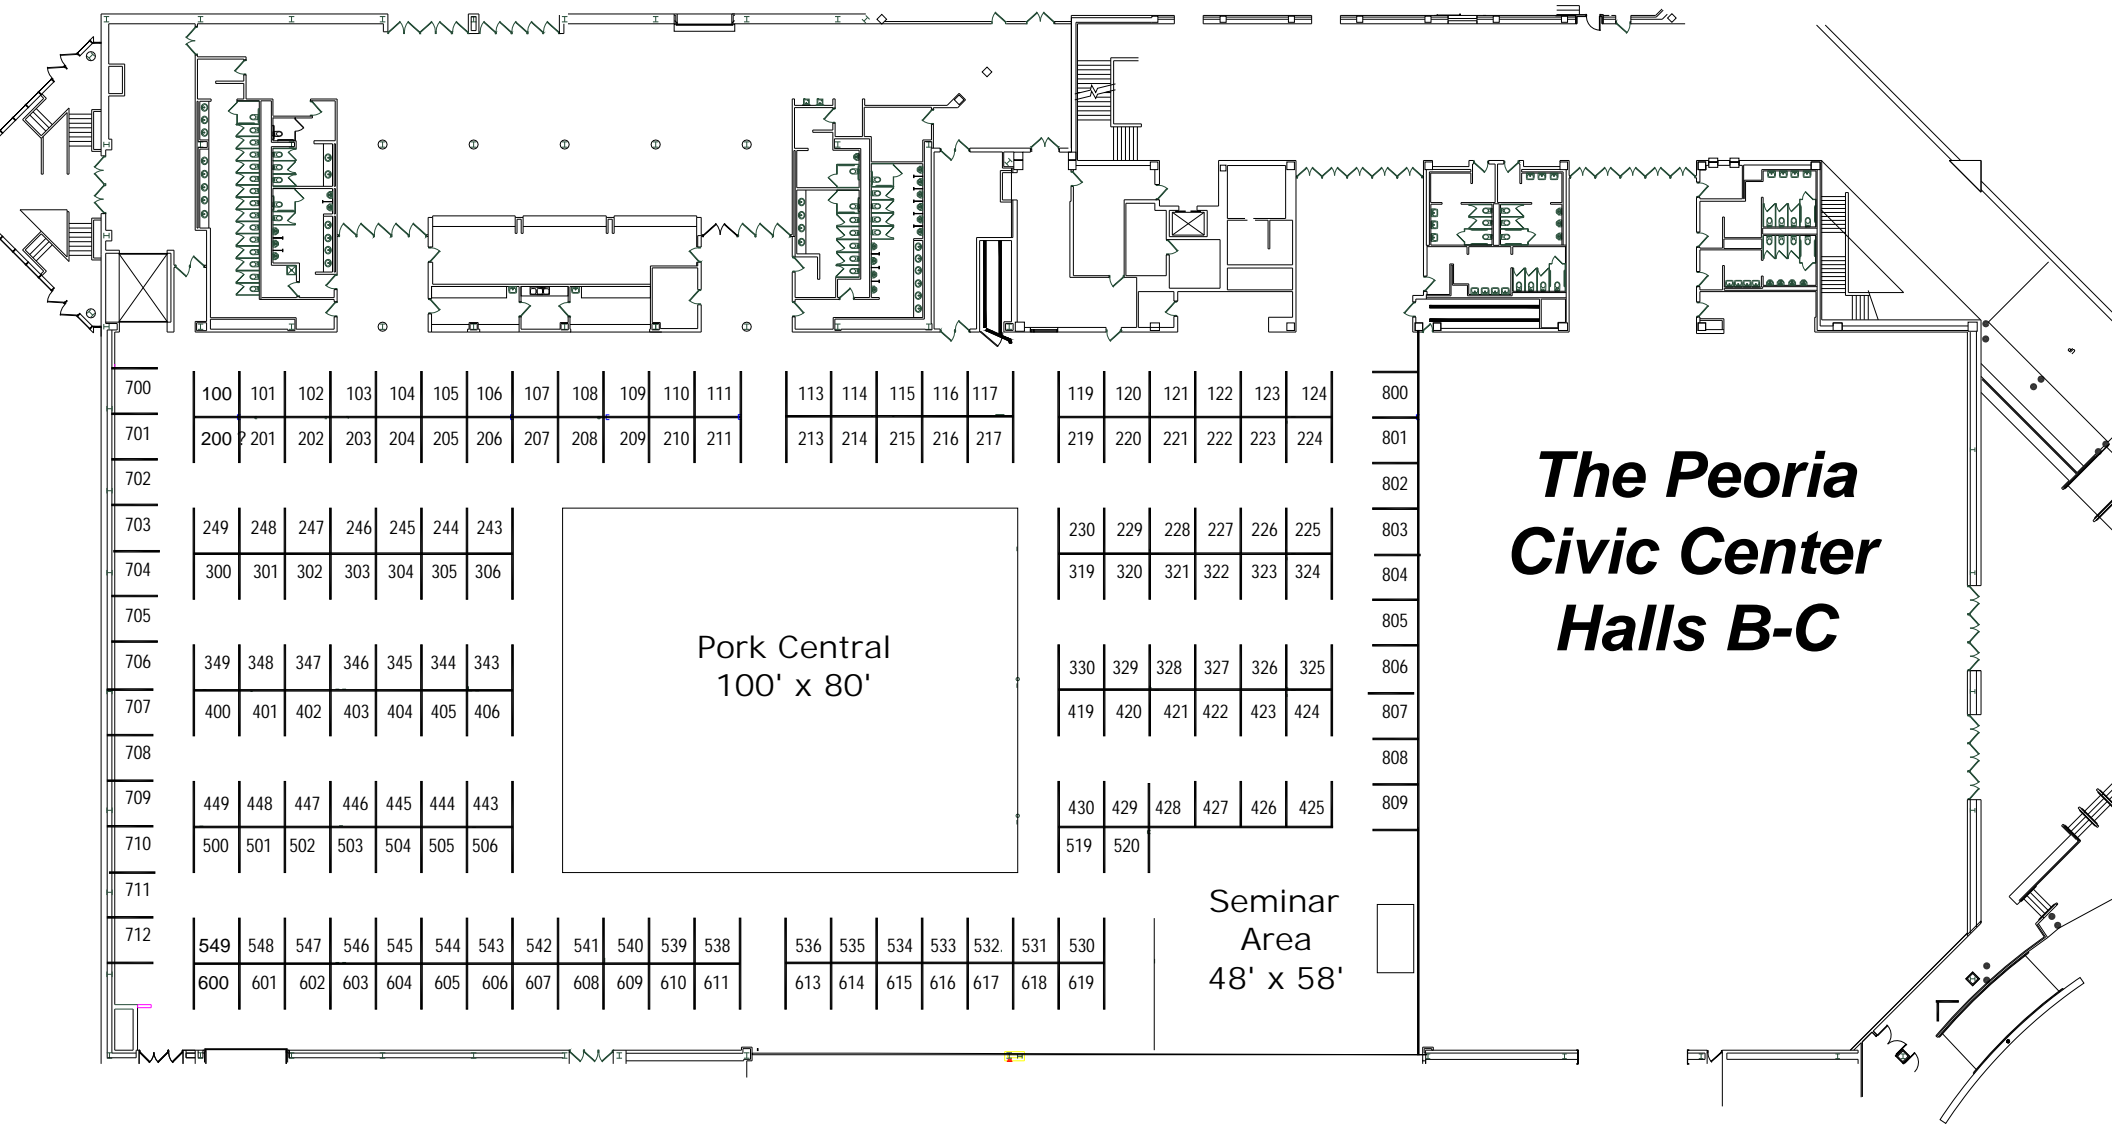 700 100 101 102 103 104 105 106 107 108 109 110 111 113 114 115 116 117 119 120 121 122 123 124 800
701 200 ? 201 202 203 204 205 206 207 208 209 210 211 213 214 215 216 217 219 220 221 222 223 224 801
702 802
The Peoria
Civic Center
Halls B-C
703 249 248 247 246 245 244 243 230 229 228 227 226 225 803
704 300 301 302 303 304 305 306 319 320 321 322 323 324 804
705 805
Pork Central
100' x 80'
706 349 348 347 346 345 344 343 330 329 328 327 326 325 806
707 400 401 402 403 404 405 406 419 420 421 422 423 424 807
708 808
709 449 448 447 446 445 444 443 430 429 428 427 426 425 809
710 500 501 502 503 504 505 506 519 520
711
Seminar
Area
48' x 58'
712 549 548 547 546 545 544 543 542 541 540 539 538 536 535 534 533 532. 531 530
600 601 602 603 604 605 606 607 608 609 610 611 613 614 615 616 617 618 619